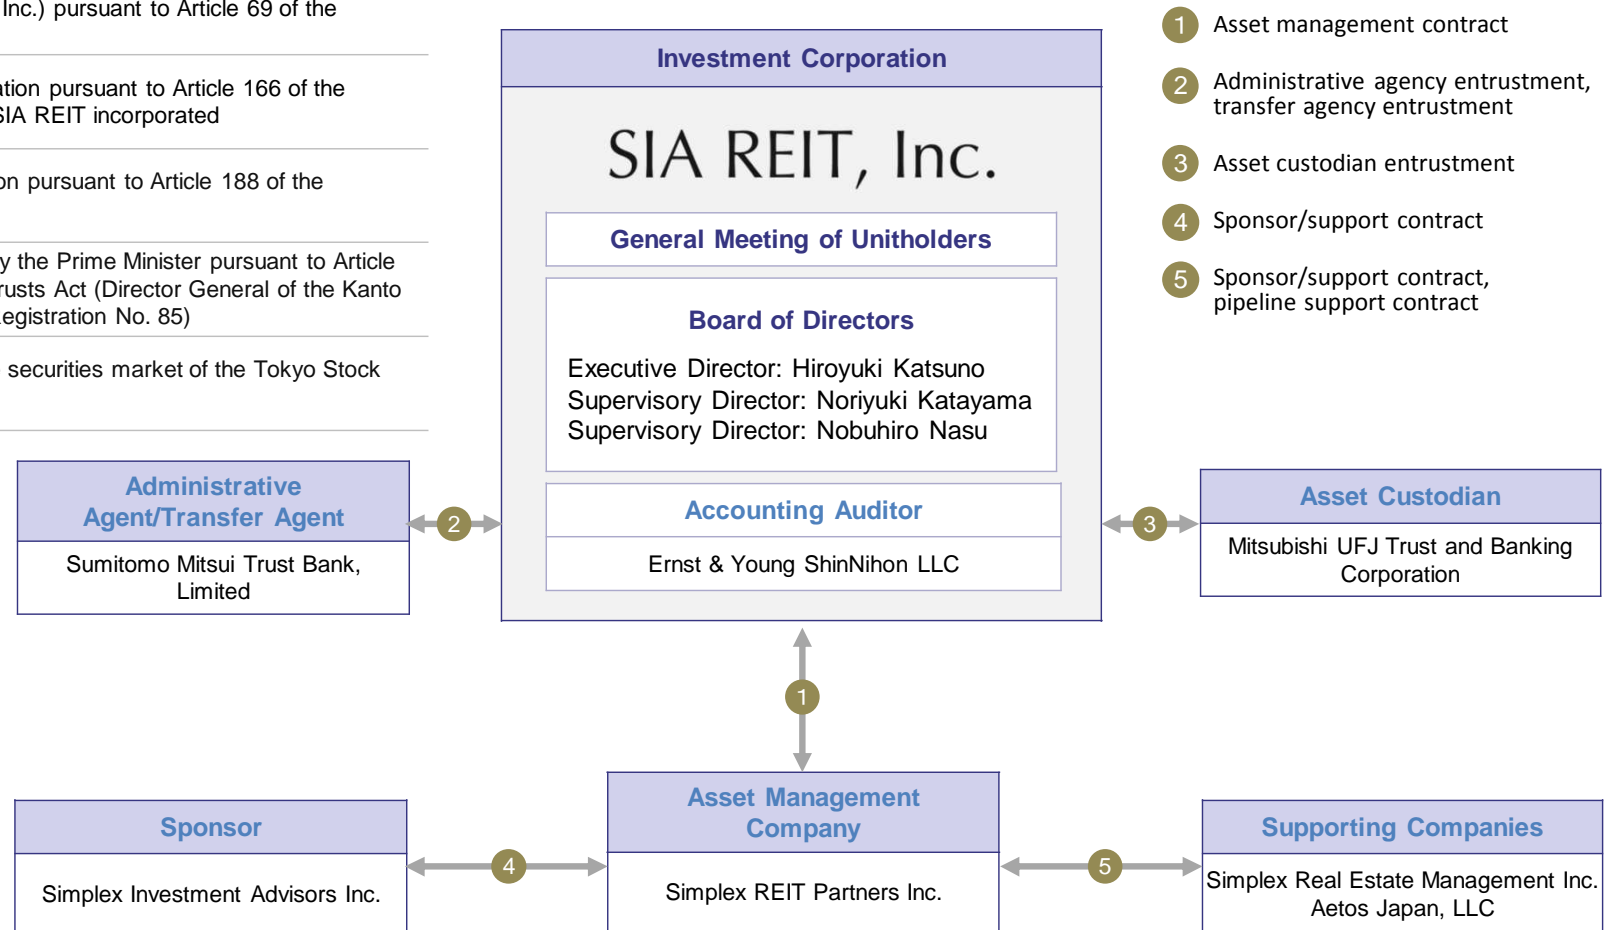 Inc.) pursuant to Article 69 of the
ation pursuant to Article 166 of the
SIA REIT incorporated
on pursuant to Article 188 of the
y the Prime Minister pursuant to Article
rusts Act (Director General of the Kanto
Registration No. 85)
securities market of the Tokyo Stock
Investment Corporation
SIA REIT, Inc.
General Meeting of Unitholders
Board of Directors
Executive Director: Hiroyuki Katsuno
Supervisory Director: Noriyuki Katayama
Supervisory Director: Nobuhiro Nasu
Accounting Auditor
Ernst & Young ShinNihon LLC
1 Asset management contract
2 Administrative agency entrustment,
transfer agency entrustment
3 Asset custodian entrustment
4 Sponsor/support contract
5 Sponsor/support contract,
pipeline support contract
Administrative
Agent/Transfer Agent
Sumitomo Mitsui Trust Bank,
Limited
2
3
Asset Custodian
Mitsubishi UFJ Trust and Banking
Corporation
1
Sponsor
Simplex Investment Advisors Inc.
4
Asset Management
Company
Simplex REIT Partners Inc.
5
Supporting Companies
Simplex Real Estate Management Inc.
Aetos Japan, LLC